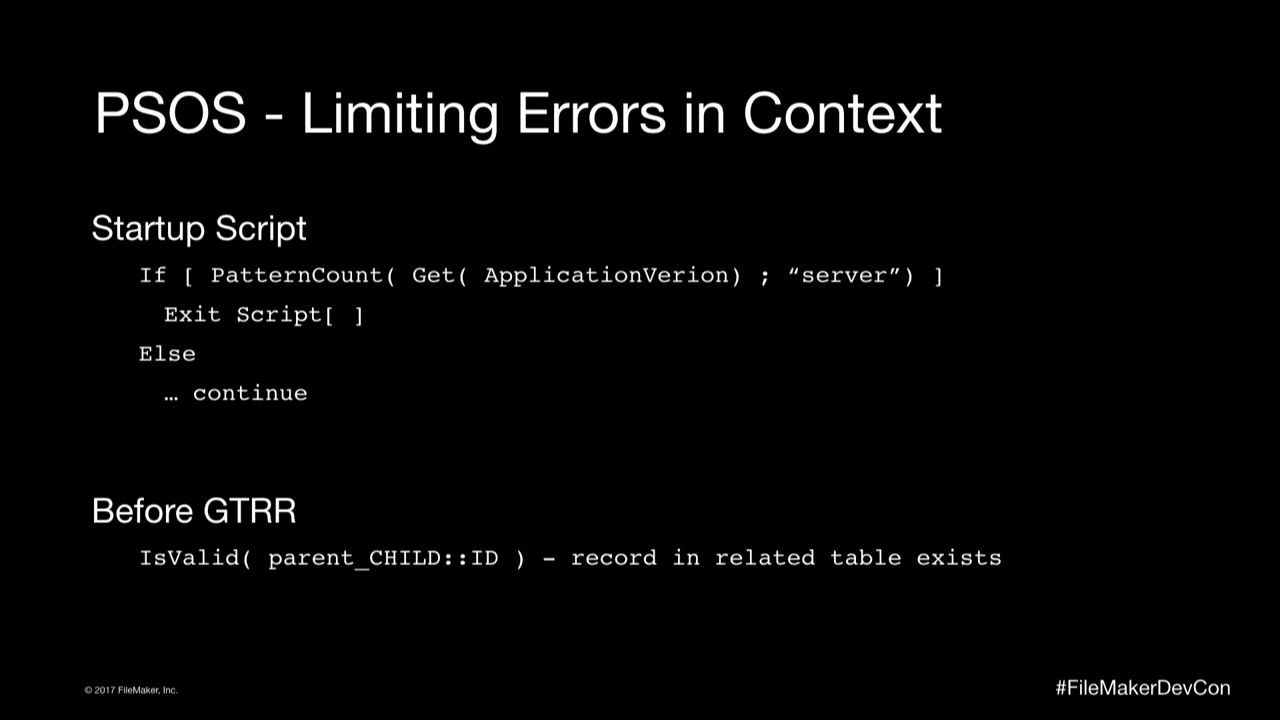 PSOS - Limiting Errors in Context
Startup Script
If [ PatternCount( Get( ApplicationVerion) ; “server”) ]
Exit Script[ ]
Else
… continue
Before GTRR
IsValid( parent_CHILD::ID ) – record in related table exists
© 2017 FileMaker, Inc.
#FileMakerDevCon